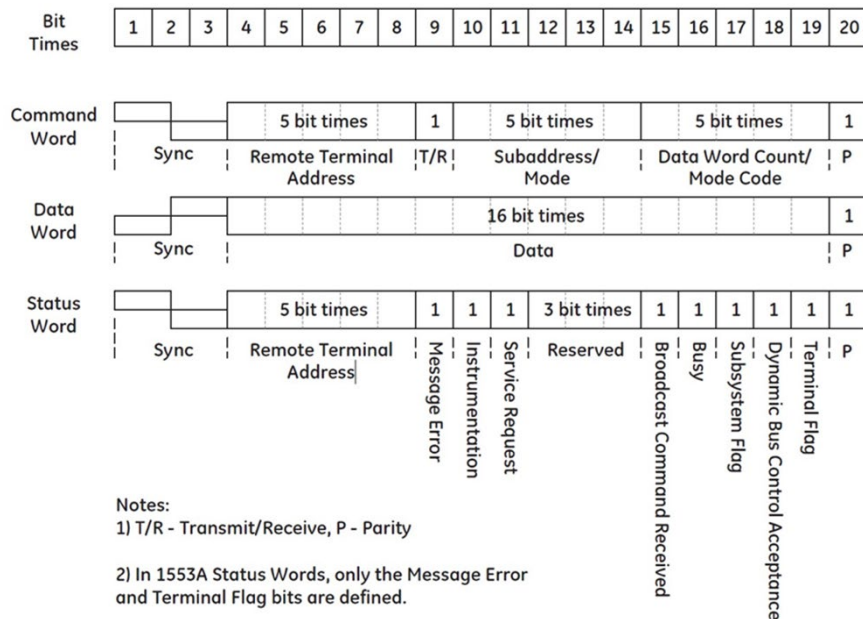 Bit Times
1 2 3 4 5 6 7 8 9 10 11 12 13 14 15 16 17 18 19 20
Command Word
5 bit times 1 5 bit times 5 bit times 1
Sync Remote Terminal Address T/R Subaddress/ Mode Data Word Count/ Mode Code P
Data Word
16 bit times 1
Sync Data P
Status Word
5 bit times 1 1 1 3 bit times 1 1 1 1 1 1
Sync Remote Terminal Address Message Error Instrumentation Service Request Reserved Broadcast Command Received Busy Subsystem Flag Dynamic Bus Control Acceptance Terminal Flag P
Notes:
1) T/R - Transmit/Receive, P - Parity
2) In 1553A Status Words, only the Message Error
and Terminal Flag bits are defined.